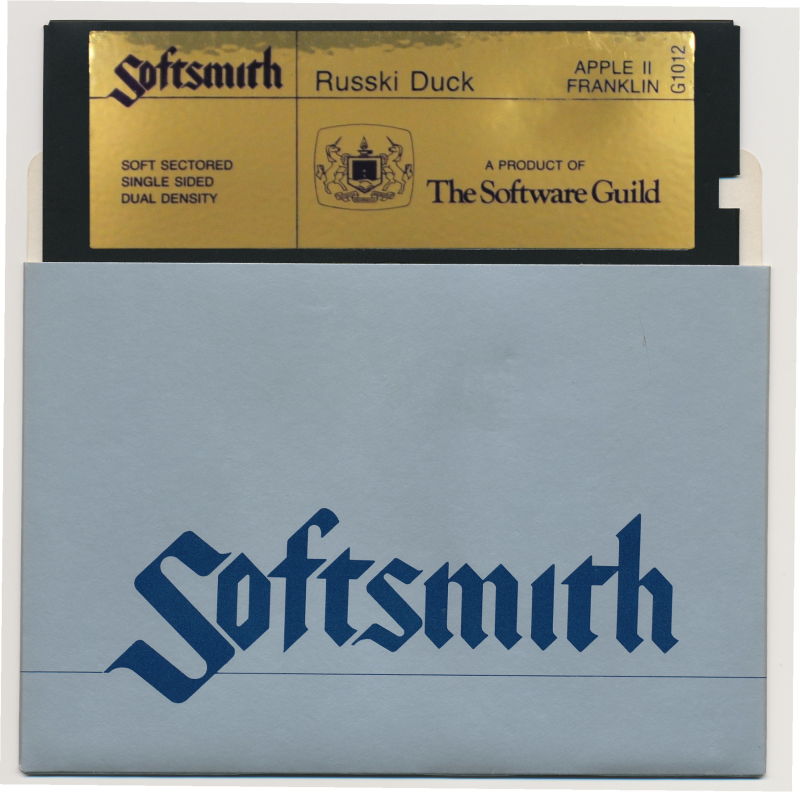 Softsmith
Russki Duck
APPLE II
FRANKLIN
G1012
SOFT SECTORED
SINGLE SIDED
DUAL DENSITY
A PRODUCT OF
The Software Guild
Softsmith